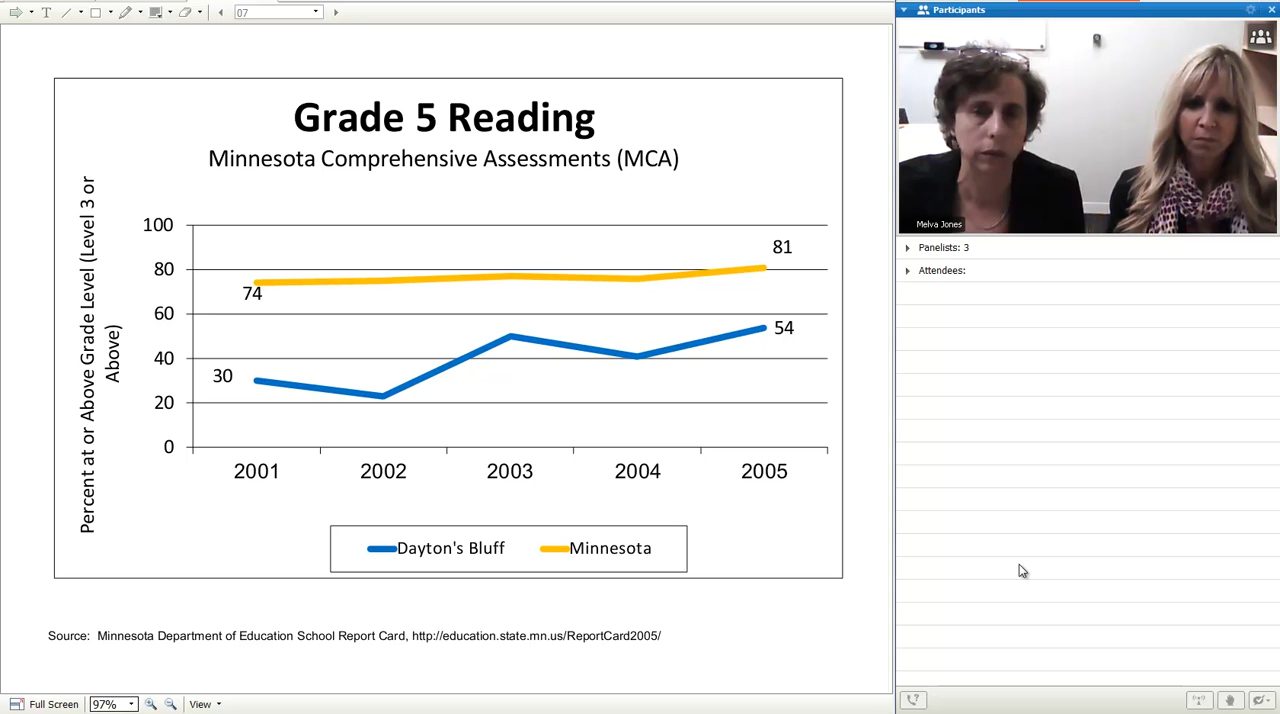 T
07
Grade 5 Reading
Minnesota Comprehensive Assessments (MCA)
Percent at or Above Grade Level (Level 3 or
Above)
100
80
60
40
20
0
74
81
30
54
2001 2002 2003 2004 2005
Dayton's Bluff Minnesota
Source: Minnesota Department of Education School Report Card, http://education.state.mn.us/ReportCard2005/
Full Screen 97% View
Participants
Melva Jones
Panelists: 3
Attendees: